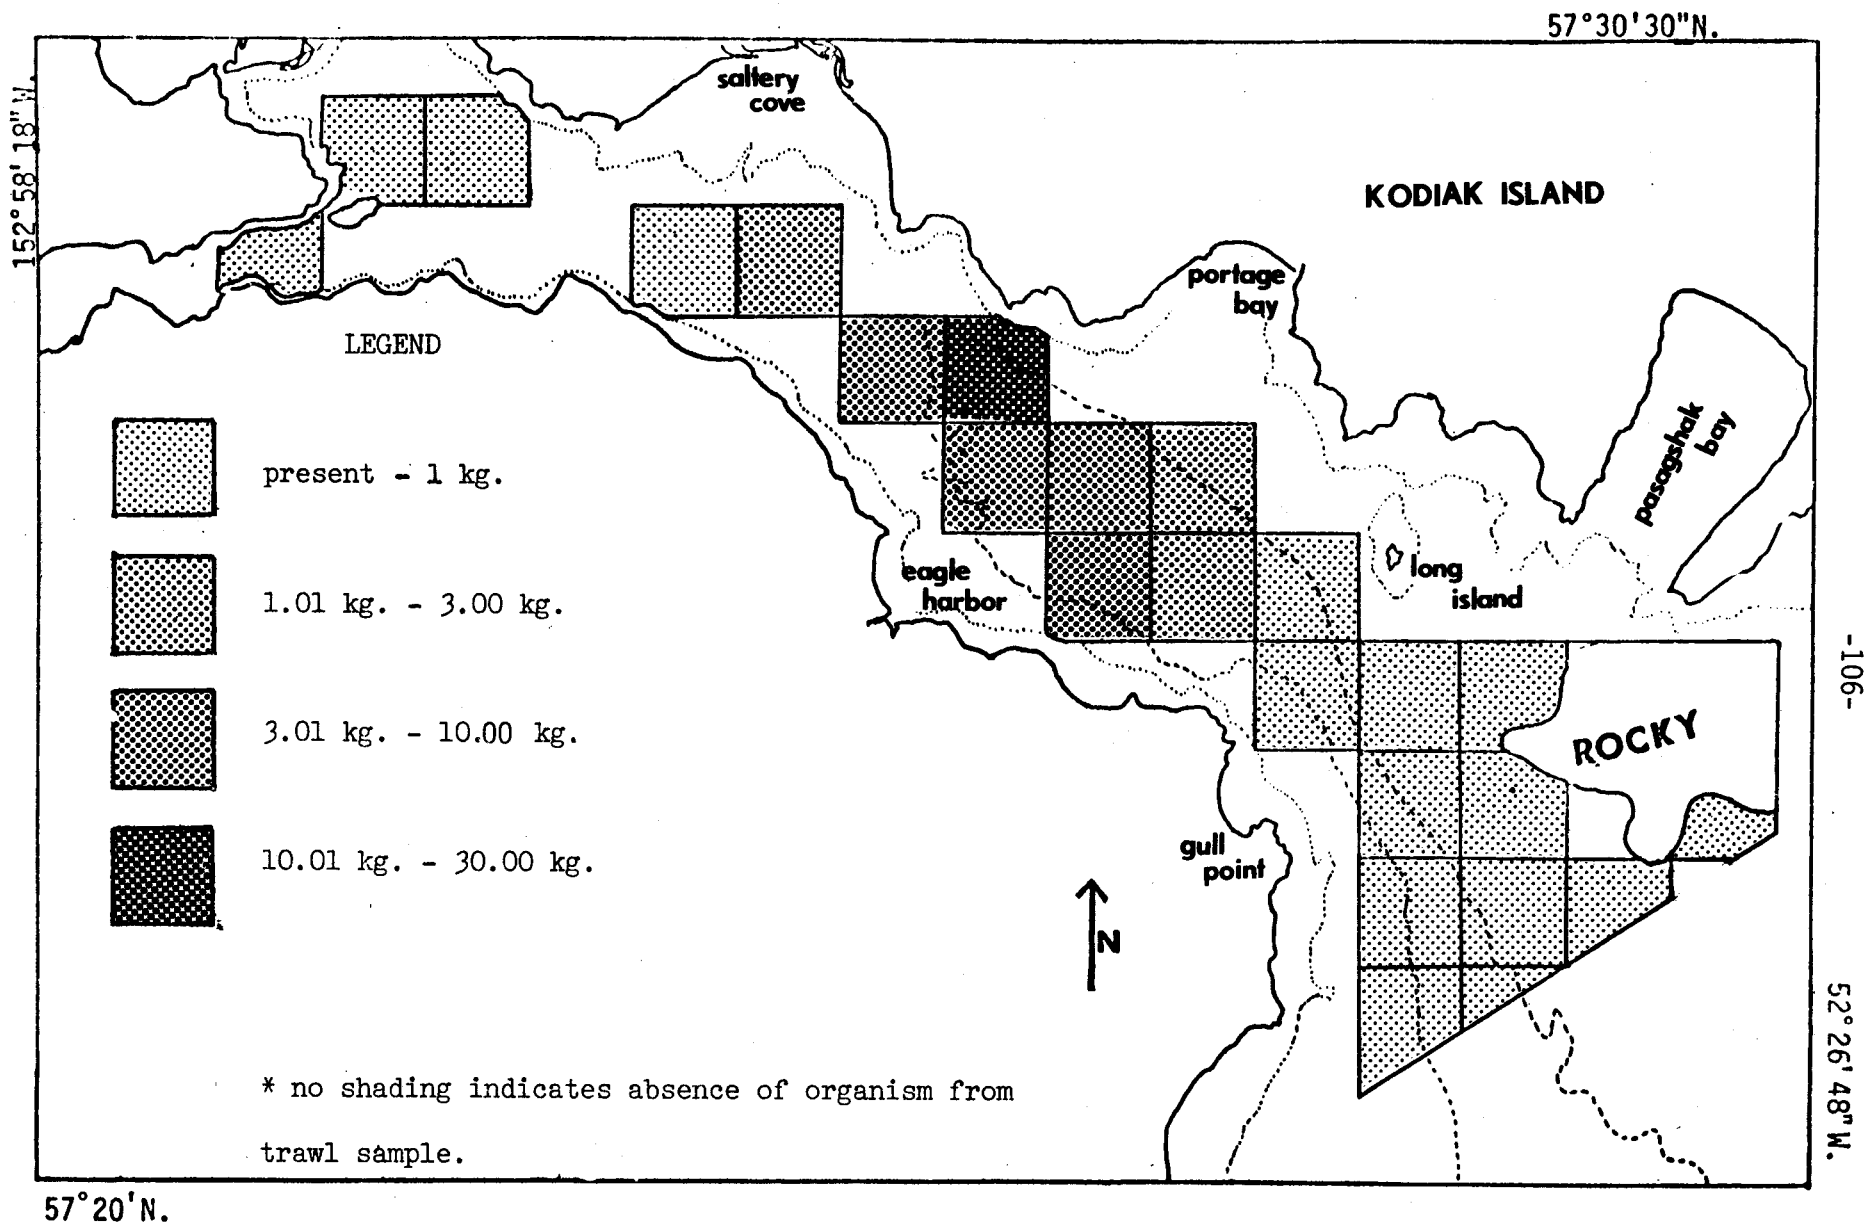 57°30'30"N.
152°58'18"W.
saltery
cove
KODIAK ISLAND
portage
bay
LEGEND
pasagshak
bay
present - 1 kg.
1.01 kg. - 3.00 kg.
3.01 kg. - 10.00 kg.
10.01 kg. - 30.00 kg.
eagle
harbor
long
island
-106-
ROCKY
gull
point
N
52°26'48"W.
* no shading indicates absence of organism from
trawl sample.
57°20'N.